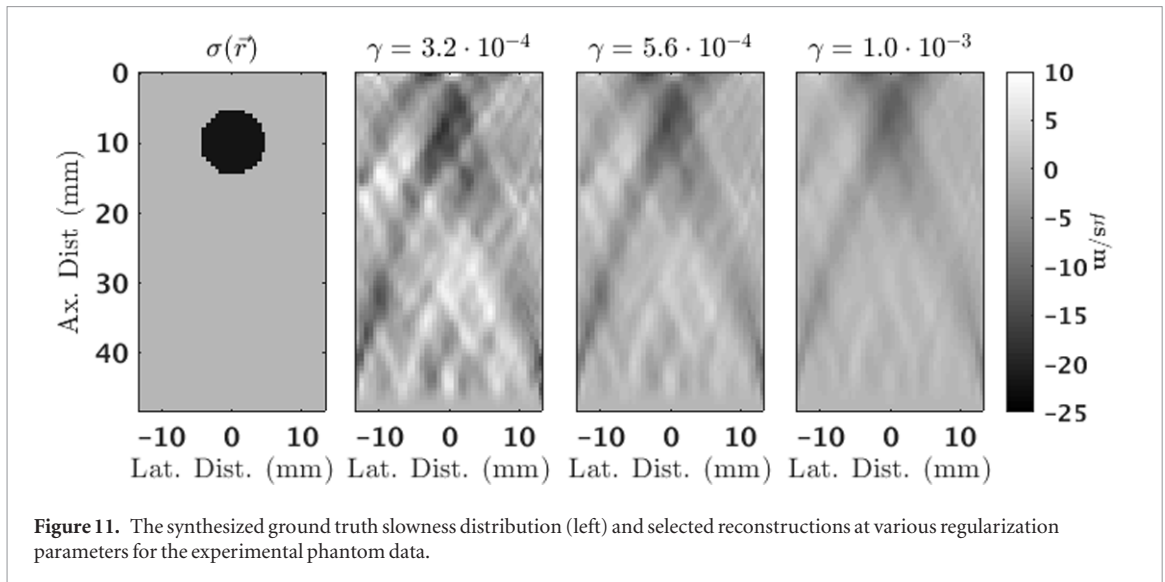 σ(r⃗) γ = 3.2 · 10⁻⁴ γ = 5.6 · 10⁻⁴ γ = 1.0 · 10⁻³
0
10
20
30
40
Ax. Dist (mm)
−10 0 10 −10 0 10 −10 0 10 −10 0 10
Lat. Dist. (mm) Lat. Dist. (mm) Lat. Dist. (mm) Lat. Dist. (mm)
10
5
0
−5
−10
−15
−20
−25
μs/m
Figure 11. The synthesized ground truth slowness distribution (left) and selected reconstructions at various regularization
parameters for the experimental phantom data.